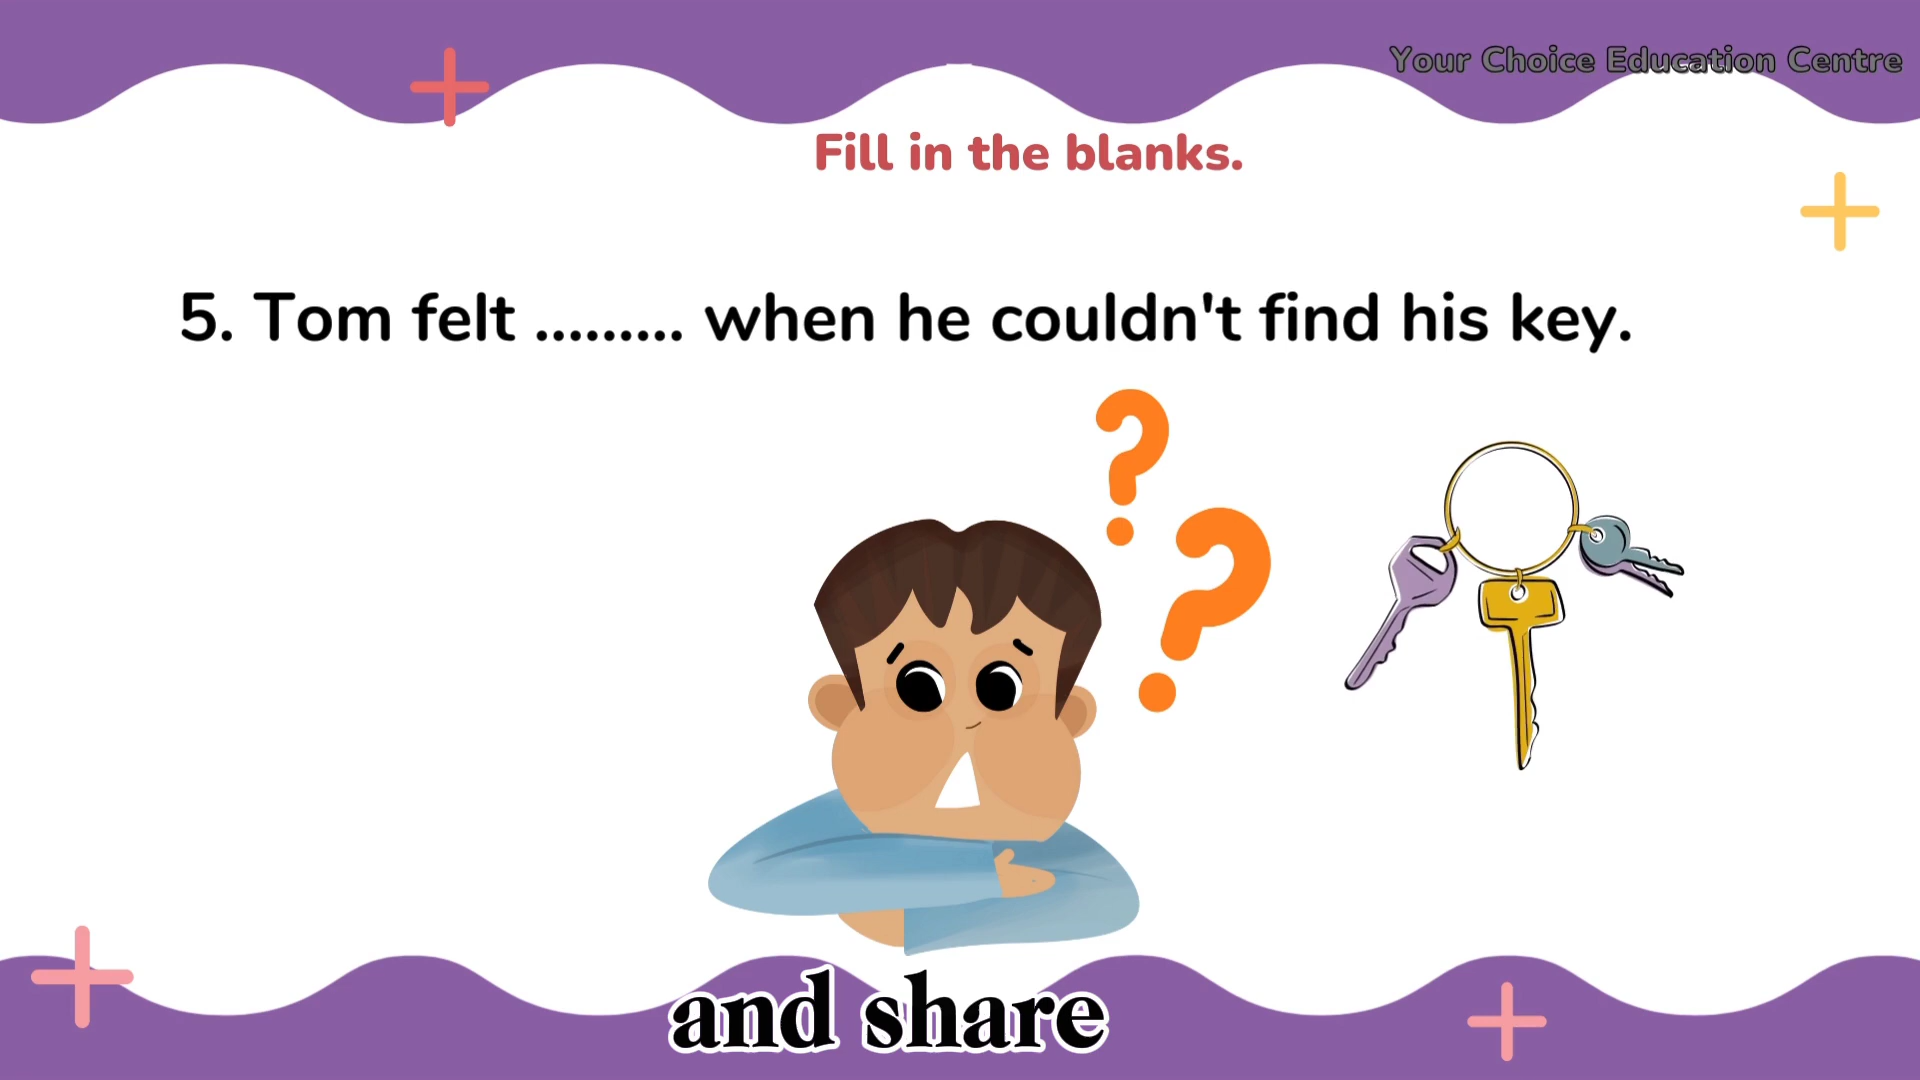 Your Choice Education Centre
Fill in the blanks.
5. Tom felt ......... when he couldn't find his key.
? ?
and share